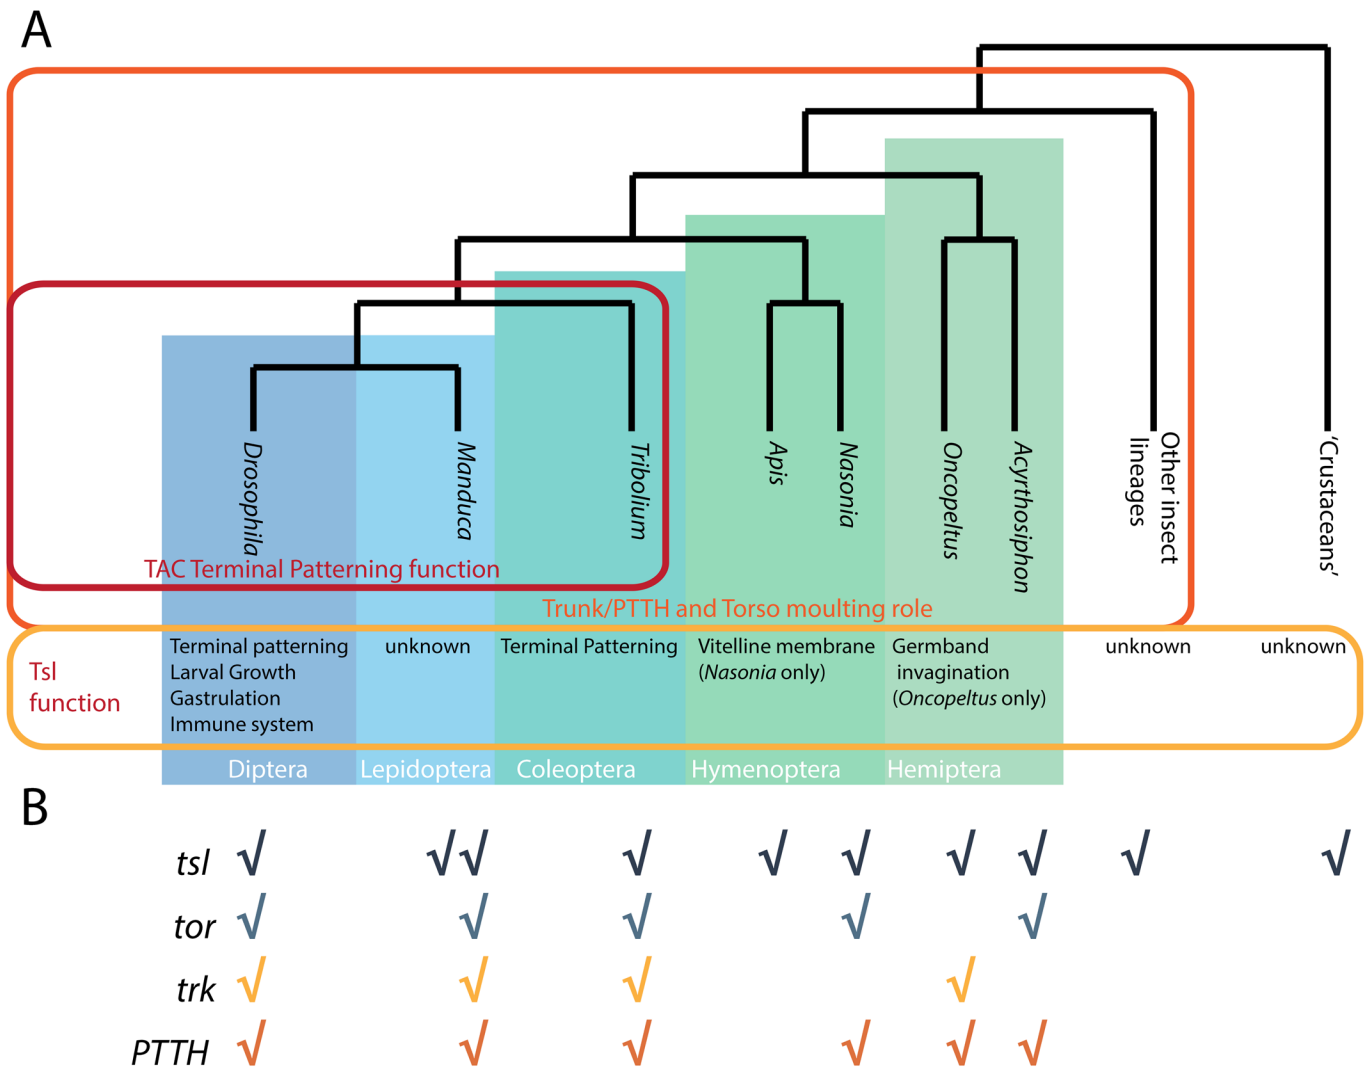 A
Drosophila
Manduca
Tribolium
Apis
Nasonia
Oncopeltus
Acyrthosiphon
Other insect
lineages
‘Crustaceans’
TAC Terminal Patterning function
Trunk/PTTH and Torso moulting role
Tsl
function
Terminal patterning
Larval Growth
Gastrulation
Immune system
unknown
Terminal Patterning
Vitelline membrane
(Nasonia only)
Germband
invagination
(Oncopeltus only)
unknown
unknown
Diptera
Lepidoptera
Coleoptera
Hymenoptera
Hemiptera
B
tsl √ √ √ √ √ √ √ √ √ √
tor √ √ √ √ √
trk √ √ √ √
PTTH √ √ √ √ √ √